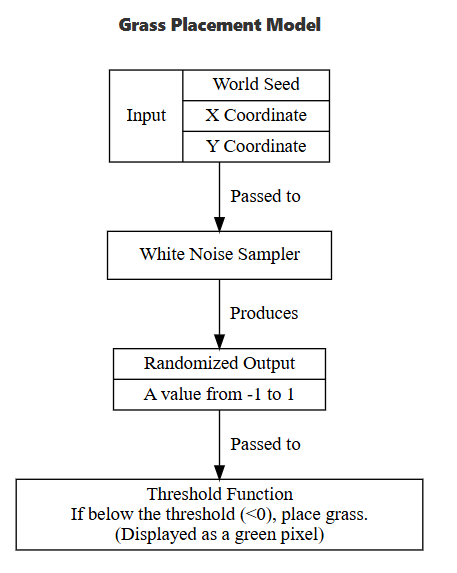 Grass Placement Model
Input
World Seed
X Coordinate
Y Coordinate
Passed to
White Noise Sampler
Produces
Randomized Output
A value from -1 to 1
Passed to
Threshold Function
If below the threshold (<0), place grass.
(Displayed as a green pixel)